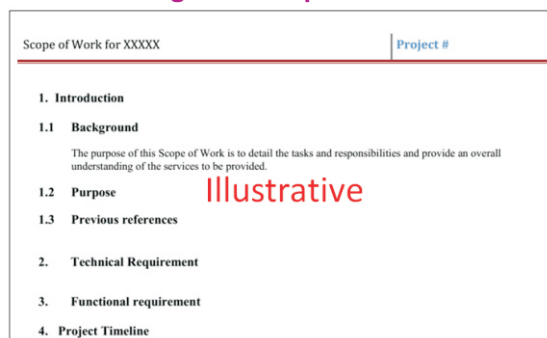 Scope of Work for XXXXX Project #
1. Introduction
1.1 Background
The purpose of this Scope of Work is to detail the tasks and responsibilities and provide an overall
understanding of the services to be provided.
1.2 Purpose
Illustrative
1.3 Previous references
2. Technical Requirement
3. Functional requirement
4. Project Timeline